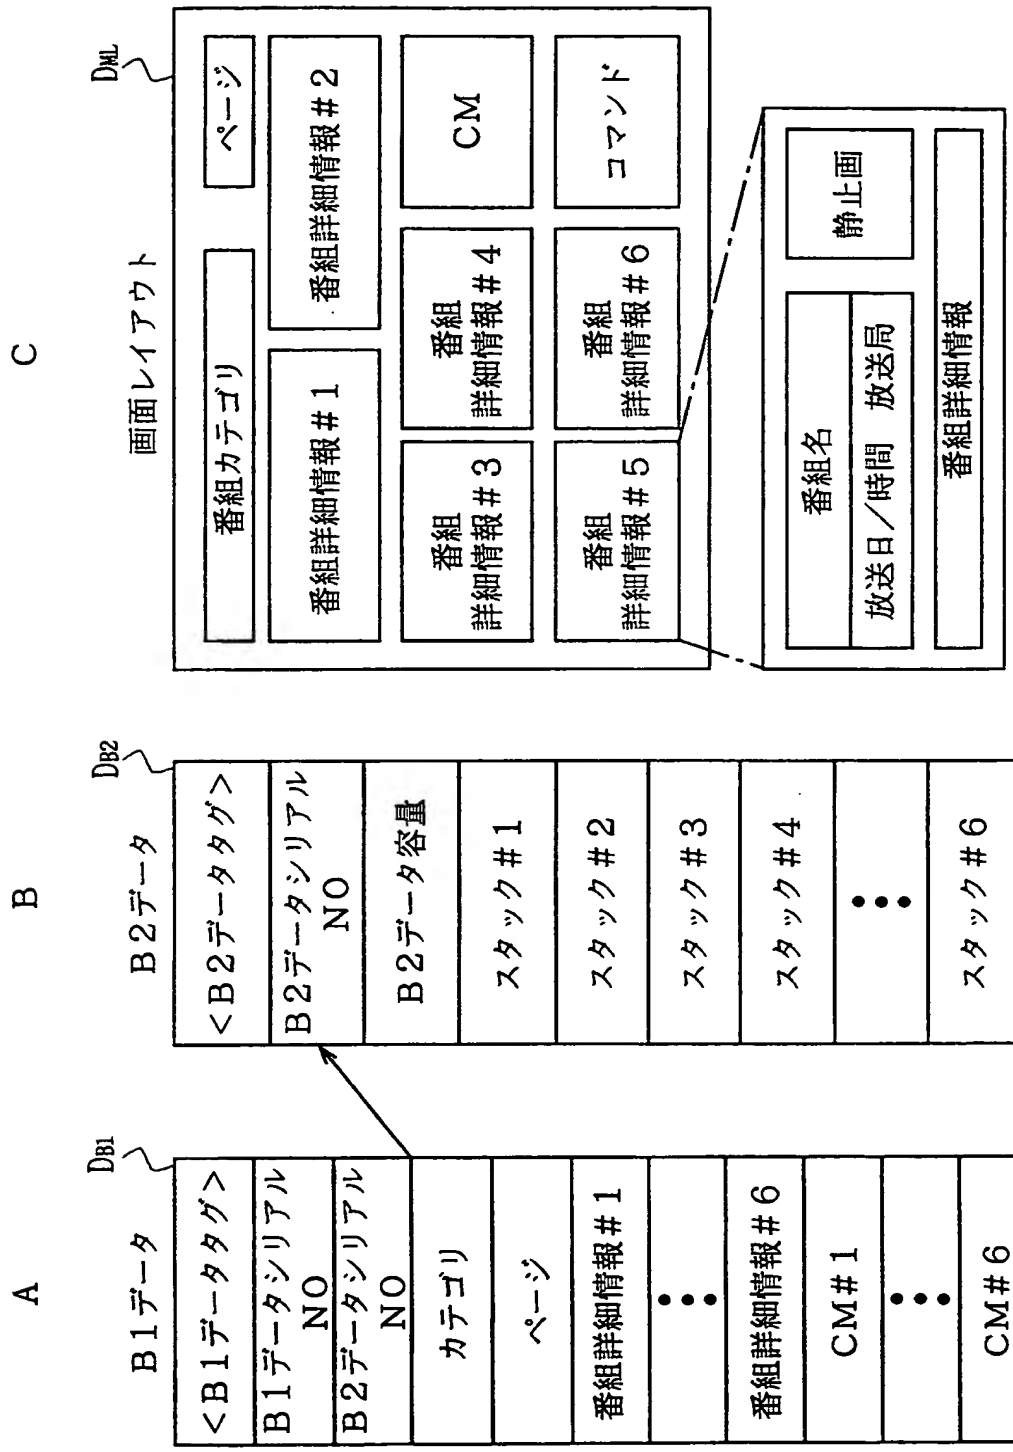 A
B1データ
DB1
<B1データタグ>
B1データシリアル
NO
B2データシリアル
NO
カテゴリ
ページ
番組詳細情報#1
•••
番組詳細情報#6
CM#1
•••
CM#6
B
B2データ
DB2
<B2データタグ>
B2データシリアル
NO
B2データ容量
スタック#1
スタック#2
スタック#3
スタック#4
•••
スタック#6
C
画面レイアウト
DML
番組カテゴリ
ページ
番組詳細情報#1
番組詳細情報#2
番組
詳細情報#3
番組
詳細情報#4
CM
番組
詳細情報#5
番組
詳細情報#6
コマンド
番組名
放送日/時間 放送局
静止画
番組詳細情報